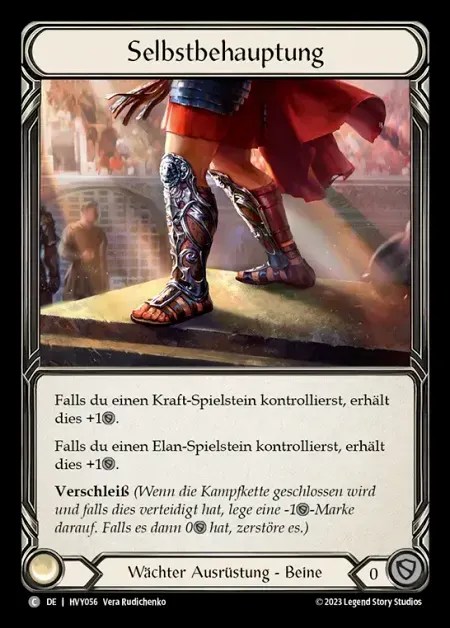 Selbstbehauptung
Falls du einen Kraft-Spielstein kontrollierst, erhält
dies +1.
Falls du einen Elan-Spielstein kontrollierst, erhält
dies +1.
Verschleiß (Wenn die Kampfkette geschlossen wird
und falls dies verteidigt hat, lege eine -1-Marke
darauf. Falls es dann 0 hat, zerstöre es.)
Wächter Ausrüstung - Beine 0
C DE | HVY056 Vera Rudichenko © 2023 Legend Story Studios